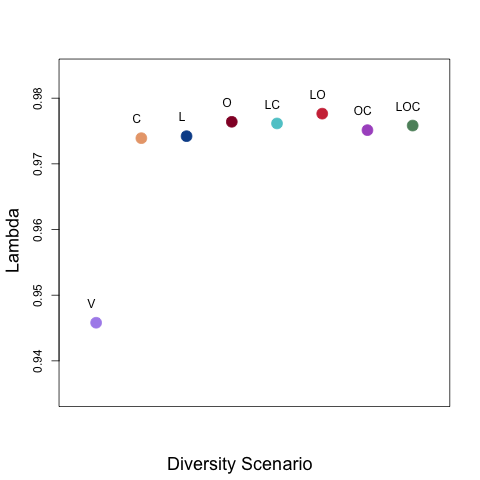 0.98
0.97
0.96
0.95
0.94
Lambda
V
C
L
O
LC
LO
OC
LOC
Diversity Scenario